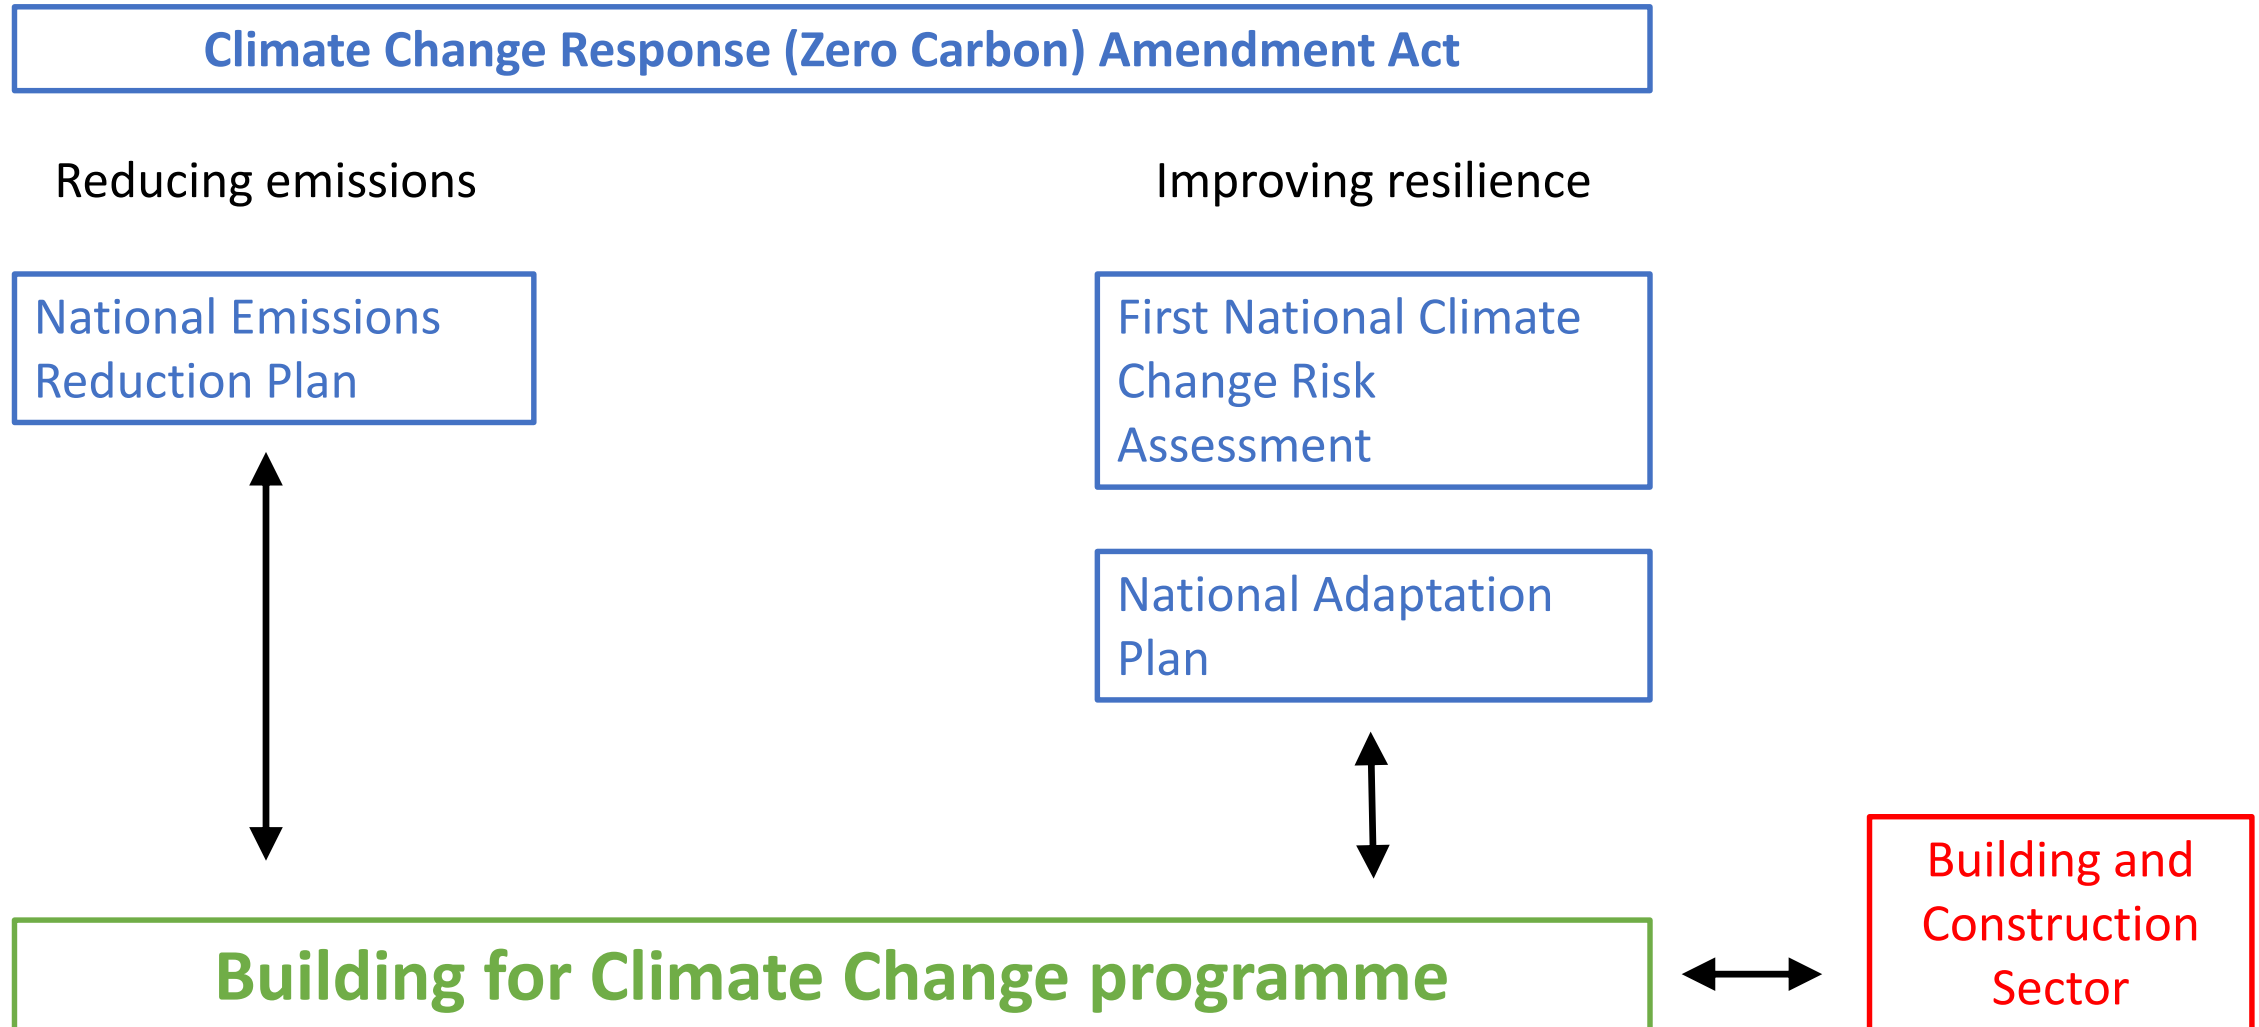 Climate Change Response (Zero Carbon) Amendment Act
Reducing emissions
Improving resilience
National Emissions
Reduction Plan
First National Climate
Change Risk
Assessment
National Adaptation
Plan
Building for Climate Change programme
Building and
Construction
Sector